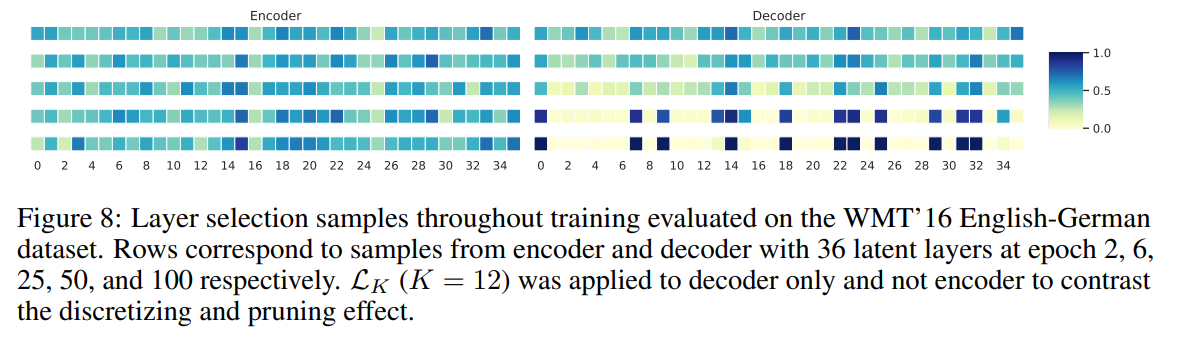 Encoder Decoder
1.0
0.5
0.0
0 2 4 6 8 10 12 14 16 18 20 22 24 26 28 30 32 34 0 2 4 6 8 10 12 14 16 18 20 22 24 26 28 30 32 34
Figure 8: Layer selection samples throughout training evaluated on the WMT'16 English-German
dataset. Rows correspond to samples from encoder and decoder with 36 latent layers at epoch 2, 6,
25, 50, and 100 respectively. $\mathcal{L}_K$ ($K = 12$) was applied to decoder only and not encoder to contrast
the discretizing and pruning effect.